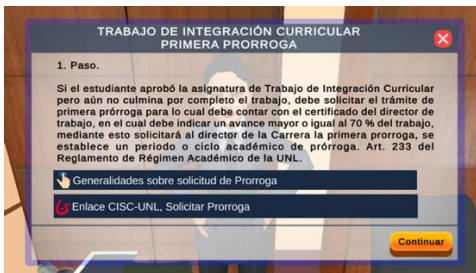 TRABAJO DE INTEGRACIÓN CURRICULAR
PRIMERA PRORROGA
1. Paso.
Si el estudiante aprobó la asignatura de Trabajo de Integración Curricular
pero aún no culmina por completo el trabajo, debe solicitar el trámite de
primera prórroga para lo cual debe contar con el certificado del director de
trabajo, en el cual debe indicar un avance mayor o igual al 70 % del trabajo,
mediante esto solicitará al director de la Carrera la primera prorroga, se
establece un periodo o ciclo académico de prórroga. Art. 233 del
Reglamento de Régimen Académico de la UNL.
Generalidades sobre solicitud de Prorroga
Enlace CISC-UNL, Solicitar Prorroga
Continuar